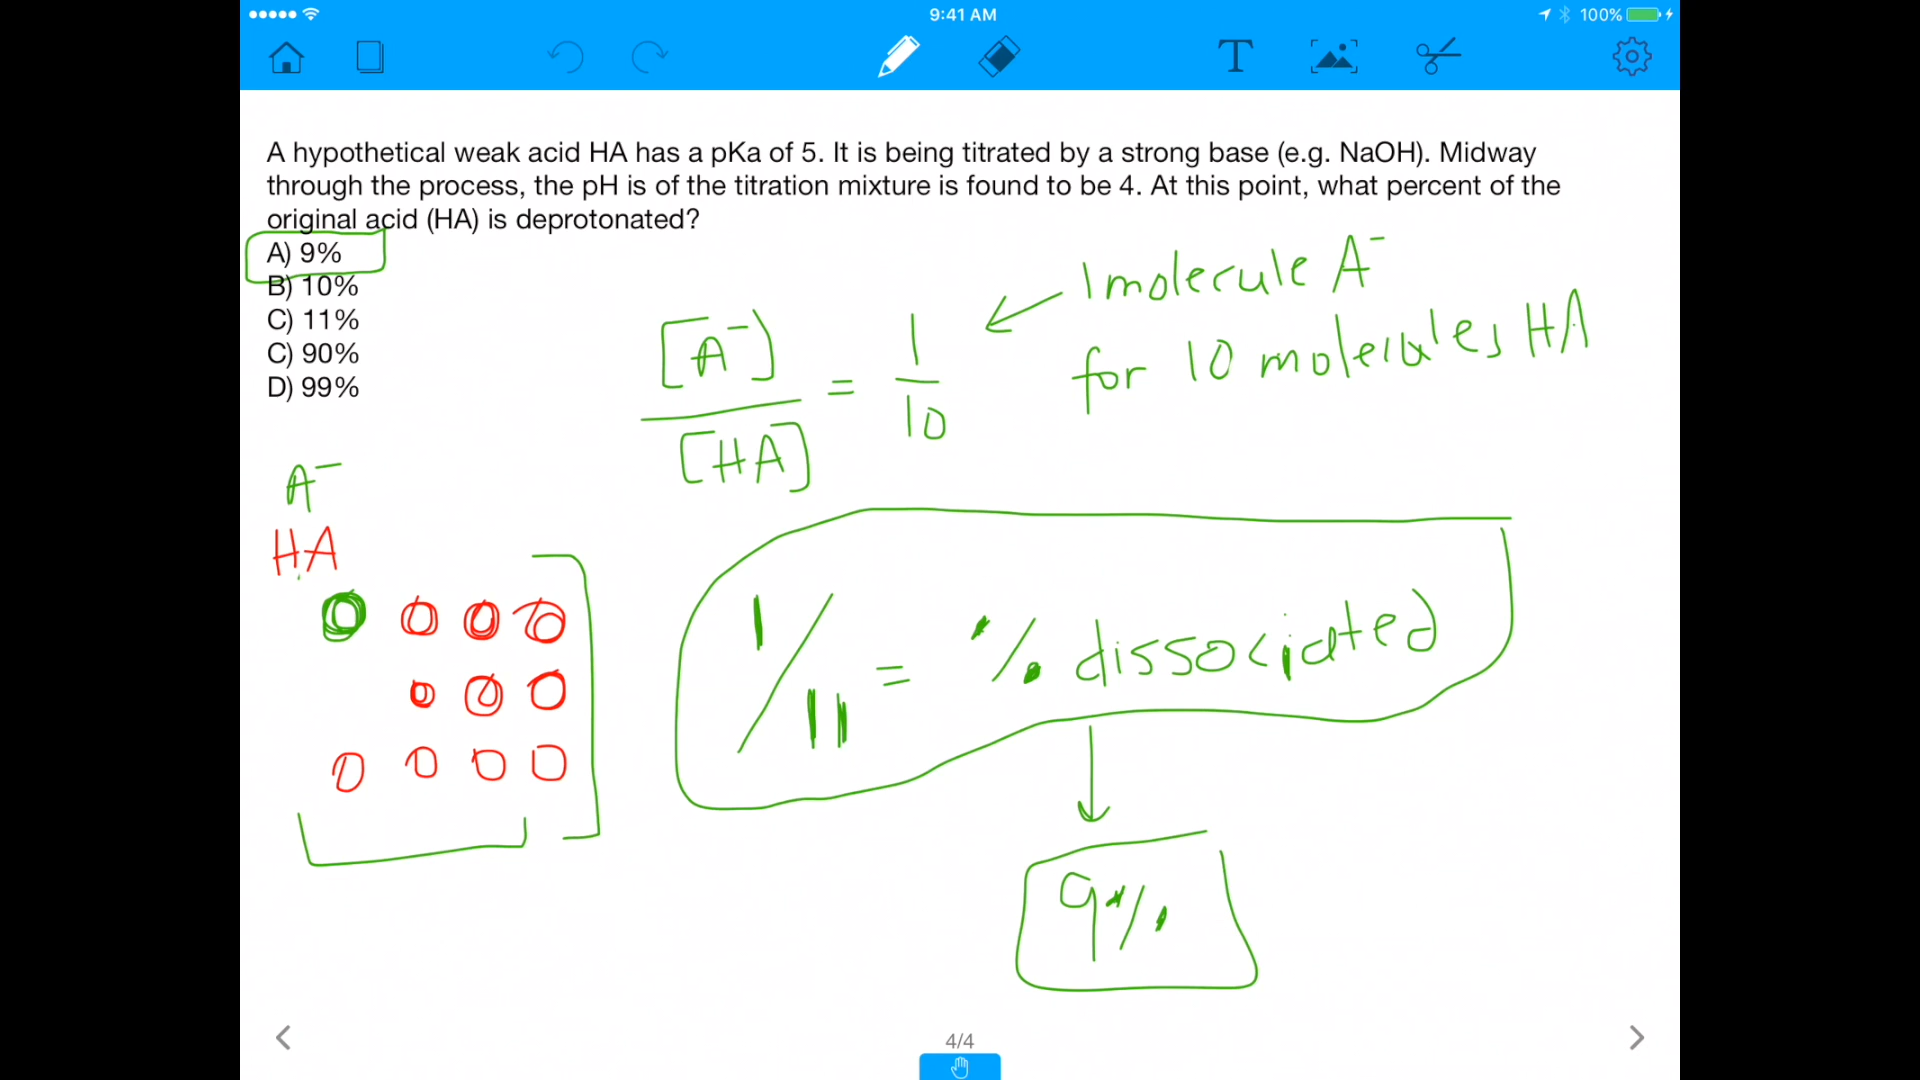 9:41 AM
100%
T
A hypothetical weak acid HA has a pKa of 5. It is being titrated by a strong base (e.g. NaOH). Midway
through the process, the pH is of the titration mixture is found to be 4. At this point, what percent of the
original acid (HA) is deprotonated?
A) 9%
B) 10%
C) 11%
C) 90%
D) 99%
1 molecule A⁻
for 10 molecules HA
[A⁻]
[HA]
=
1
10
A⁻
HA
1/11 = % dissociated
9%
4/4